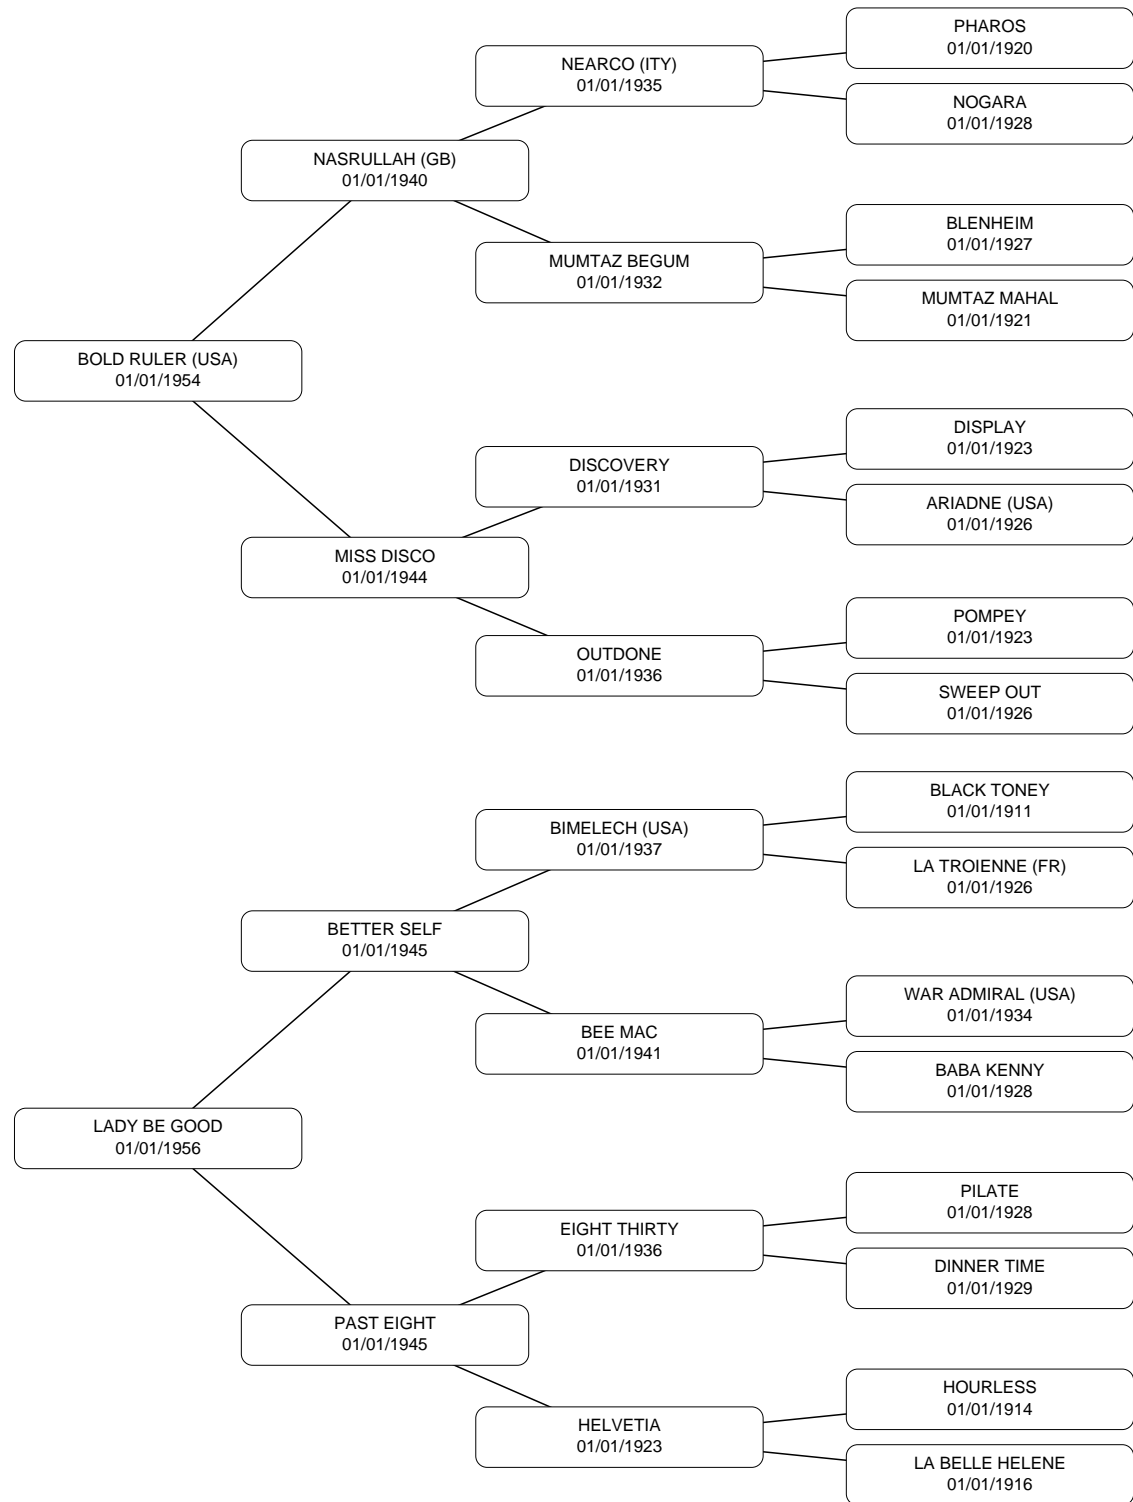 PHAROS
01/01/1920
NEARCO (ITY)
01/01/1935
NOGARA
01/01/1928
NASRULLAH (GB)
01/01/1940
BLENHEIM
01/01/1927
MUMTAZ BEGUM
01/01/1932
MUMTAZ MAHAL
01/01/1921
BOLD RULER (USA)
01/01/1954
DISPLAY
01/01/1923
DISCOVERY
01/01/1931
ARIADNE (USA)
01/01/1926
MISS DISCO
01/01/1944
POMPEY
01/01/1923
OUTDONE
01/01/1936
SWEEP OUT
01/01/1926
BLACK TONEY
01/01/1911
BIMELECH (USA)
01/01/1937
LA TROIENNE (FR)
01/01/1926
BETTER SELF
01/01/1945
WAR ADMIRAL (USA)
01/01/1934
BEE MAC
01/01/1941
BABA KENNY
01/01/1928
LADY BE GOOD
01/01/1956
PILATE
01/01/1928
EIGHT THIRTY
01/01/1936
DINNER TIME
01/01/1929
PAST EIGHT
01/01/1945
HOURLESS
01/01/1914
HELVETIA
01/01/1923
LA BELLE HELENE
01/01/1916